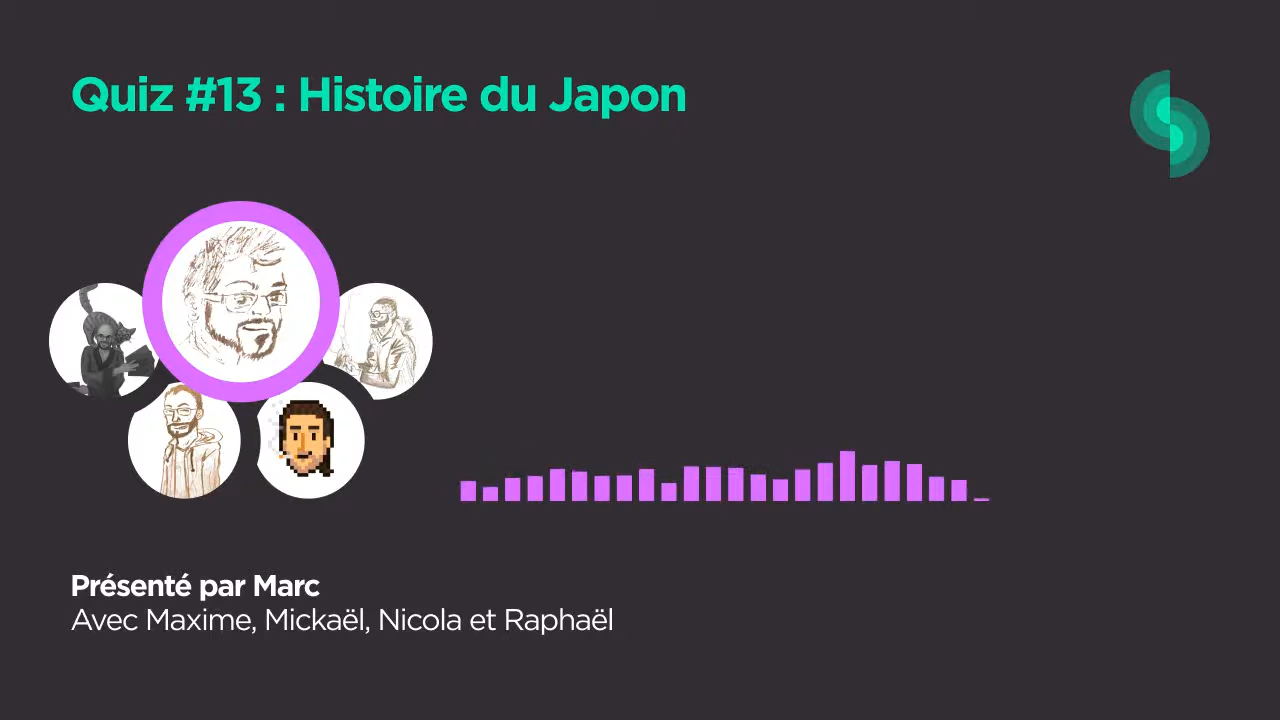 Quiz #13 : Histoire du Japon
Présenté par Marc
Avec Maxime, Mickaël, Nicola et Raphaël